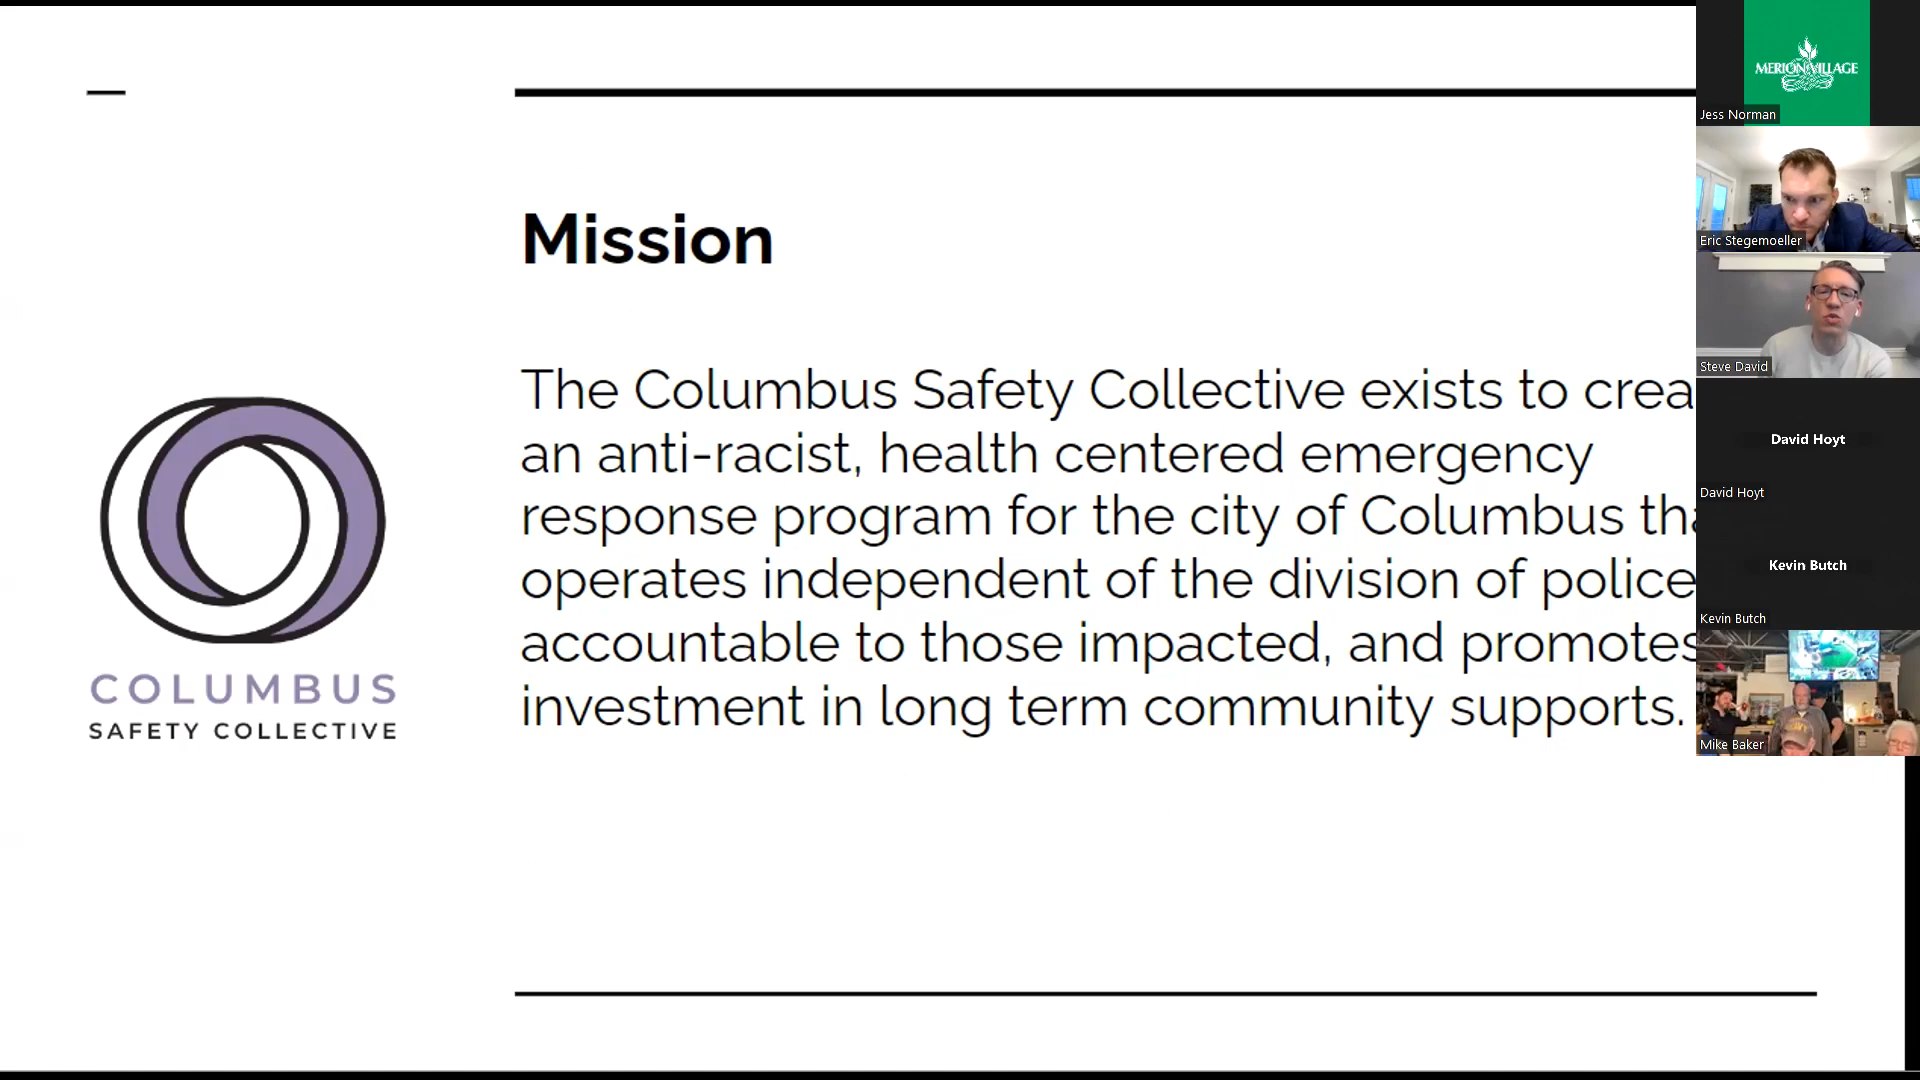 Mission
The Columbus Safety Collective exists to crea
an anti-racist, health centered emergency
response program for the city of Columbus tha
operates independent of the division of police
accountable to those impacted, and promotes
investment in long term community supports.
COLUMBUS
SAFETY COLLECTIVE
MERION VILLAGE
Jess Norman
Eric Stegemoeller
Steve David
David Hoyt
David Hoyt
Kevin Butch
Kevin Butch
Mike Baker